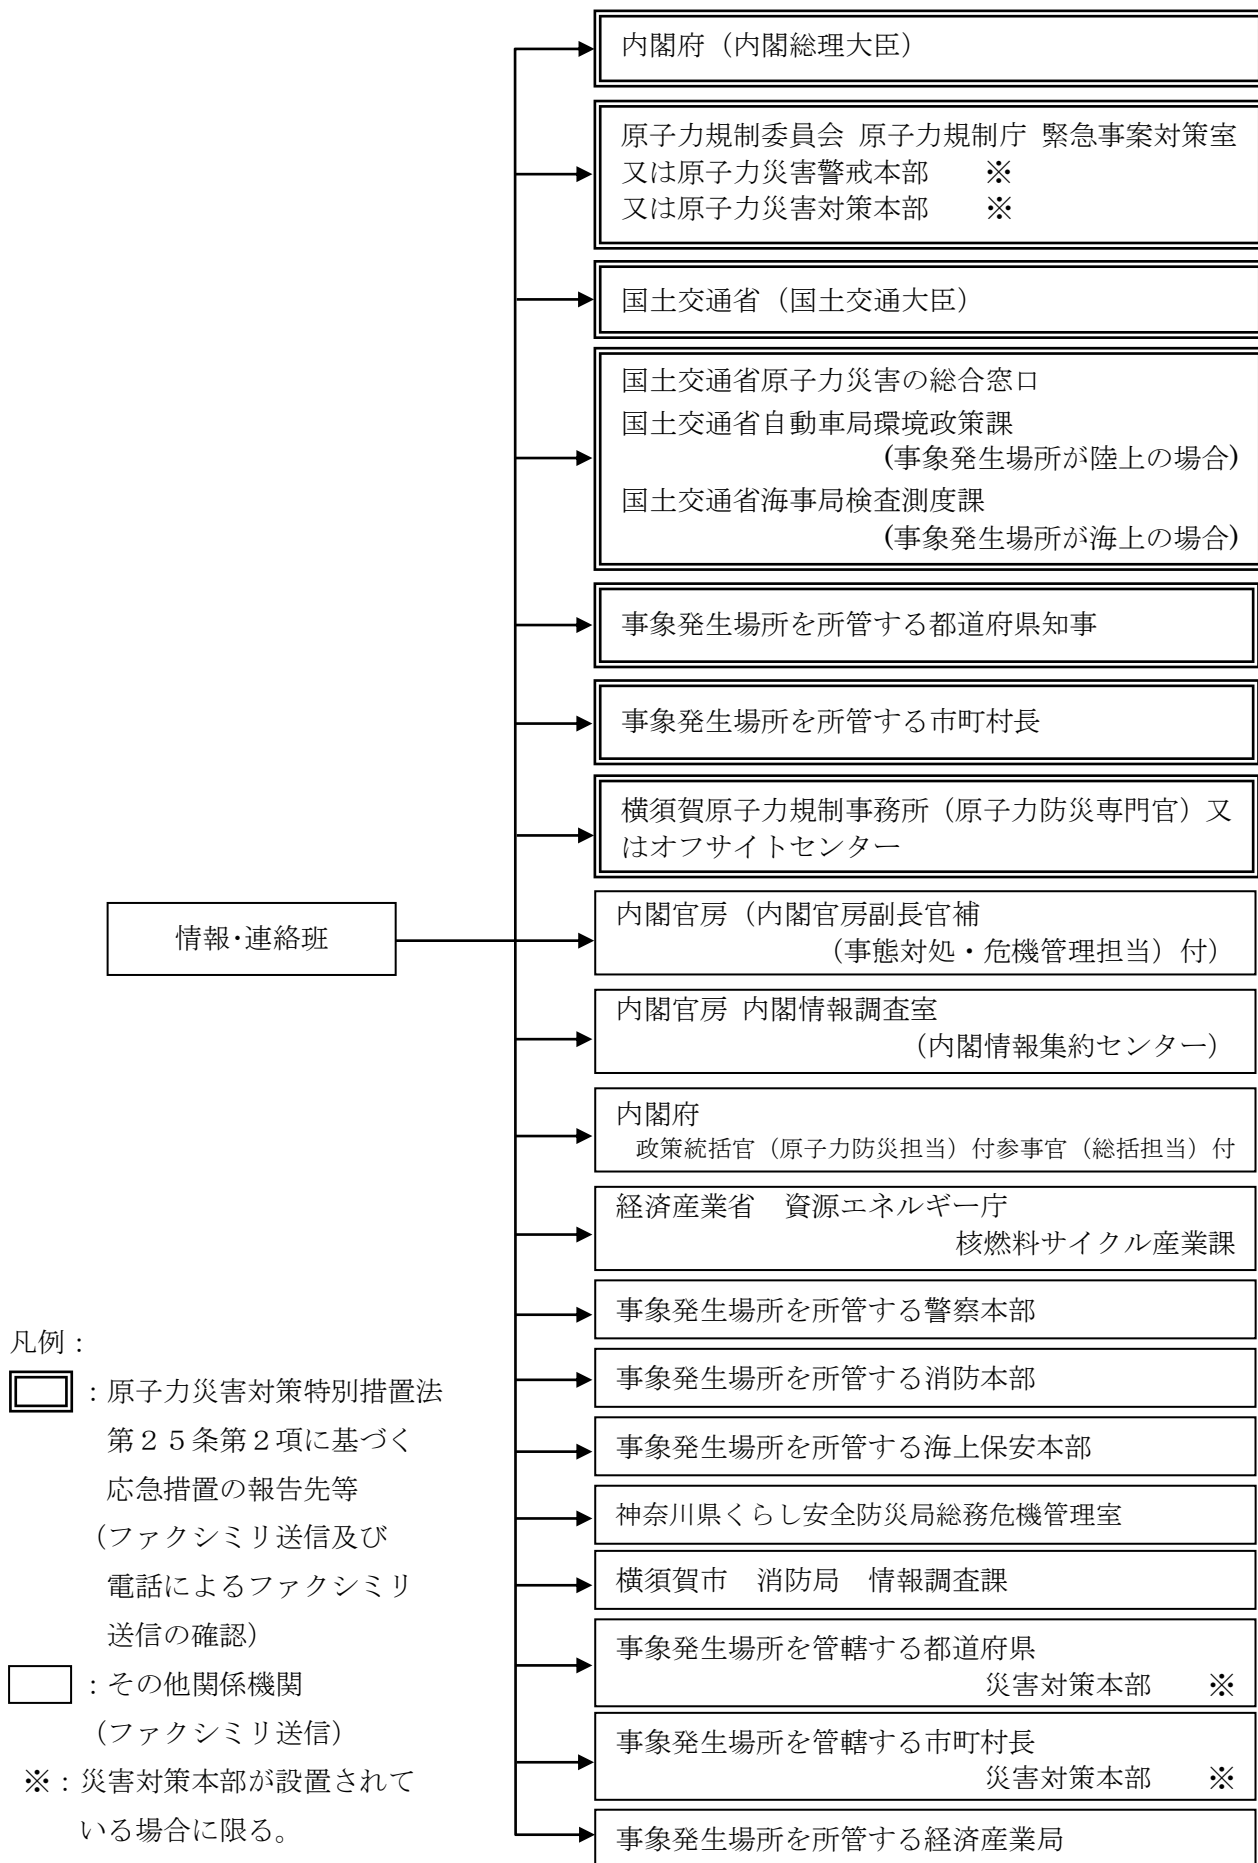 内閣府（内閣総理大臣）
原子力規制委員会 原子力規制庁 緊急事案対策室
又は原子力災害警戒本部　　※
又は原子力災害対策本部　　※
国土交通省（国土交通大臣）
国土交通省原子力災害の総合窓口
国土交通省自動車局環境政策課
(事象発生場所が陸上の場合)
国土交通省海事局検査測度課
(事象発生場所が海上の場合)
事象発生場所を所管する都道府県知事
事象発生場所を所管する市町村長
横須賀原子力規制事務所（原子力防災専門官）又
はオフサイトセンター
情報･連絡班
内閣官房（内閣官房副長官補
（事態対処・危機管理担当）付）
内閣官房 内閣情報調査室
（内閣情報集約センター）
内閣府
政策統括官（原子力防災担当）付参事官（総括担当）付
経済産業省　資源エネルギー庁
核燃料サイクル産業課
事象発生場所を所管する警察本部
事象発生場所を所管する消防本部
事象発生場所を所管する海上保安本部
神奈川県くらし安全防災局総務危機管理室
横須賀市　消防局　情報調査課
事象発生場所を管轄する都道府県
災害対策本部　　※
事象発生場所を管轄する市町村長
災害対策本部　　※
事象発生場所を所管する経済産業局
凡例：
：原子力災害対策特別措置法
第２５条第２項に基づく
応急措置の報告先等
（ファクシミリ送信及び
電話によるファクシミリ
送信の確認）
：その他関係機関
（ファクシミリ送信）
※：災害対策本部が設置されて
いる場合に限る。